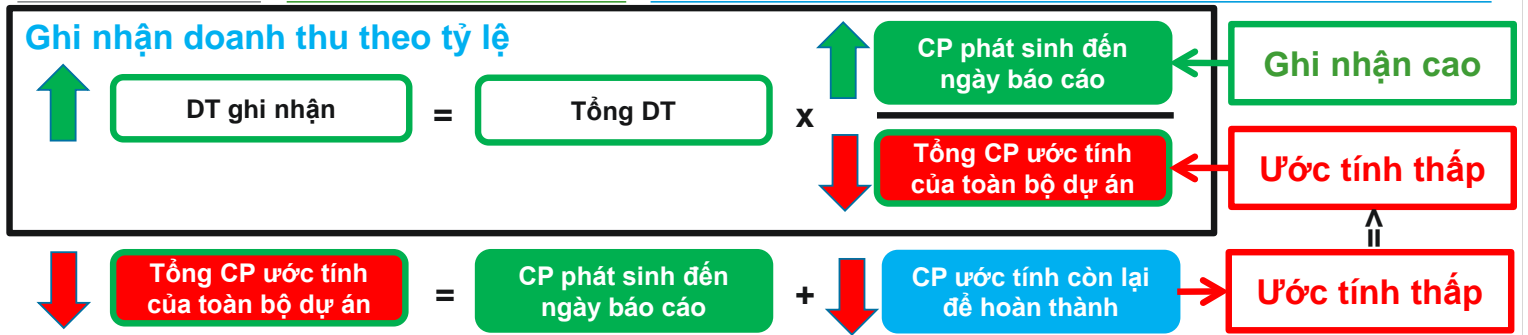 Ghi nhận doanh thu theo tỷ lệ
DT ghi nhận
=
Tổng DT
x
CP phát sinh đến
ngày báo cáo
Tổng CP ước tính
của toàn bộ dự án
Ghi nhận cao
Ước tính thấp
=>
Tổng CP ước tính
của toàn bộ dự án
=
CP phát sinh đến
ngày báo cáo
+
CP ước tính còn lại
để hoàn thành
Ước tính thấp